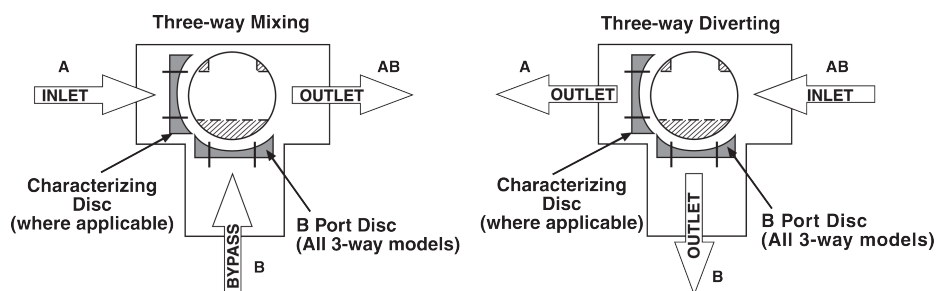 Three-way Mixing
A
INLET
AB
OUTLET
Characterizing
Disc
(where applicable)
B Port Disc
(All 3-way models)
BYPASS
B
Three-way Diverting
A
OUTLET
AB
INLET
Characterizing
Disc
(where applicable)
B Port Disc
(All 3-way models)
OUTLET
B